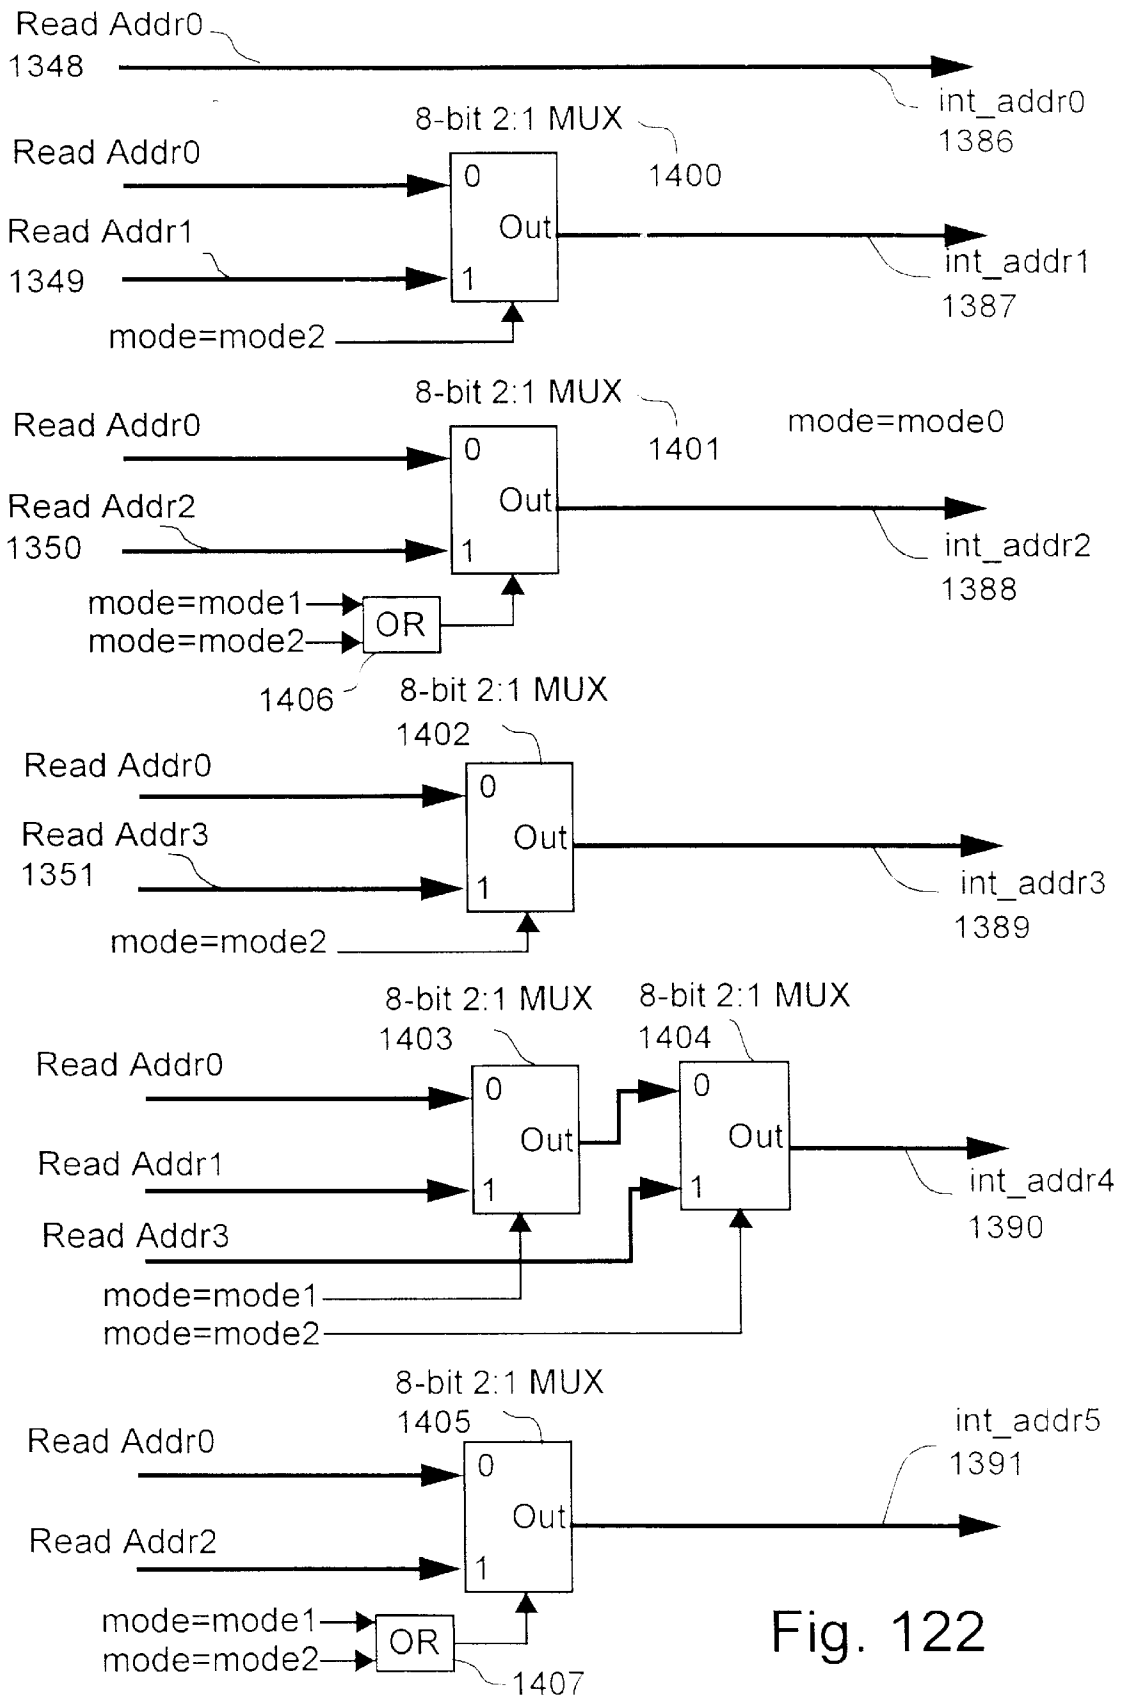 Read Addr0
1348
int_addr0
1386
8-bit 2:1 MUX
1400
Read Addr0
0
Out
Read Addr1
1349
1
int_addr1
1387
mode=mode2
8-bit 2:1 MUX
1401
mode=mode0
Read Addr0
0
Out
Read Addr2
1350
1
int_addr2
1388
mode=mode1
mode=mode2
OR
1406
8-bit 2:1 MUX
1402
Read Addr0
0
Out
Read Addr3
1351
1
int_addr3
1389
mode=mode2
8-bit 2:1 MUX
1403
8-bit 2:1 MUX
1404
Read Addr0
0
Out
0
Out
Read Addr1
1
1
int_addr4
1390
Read Addr3
mode=mode1
mode=mode2
8-bit 2:1 MUX
1405
int_addr5
1391
Read Addr0
0
Out
Read Addr2
1
mode=mode1
mode=mode2
OR
1407
Fig. 122